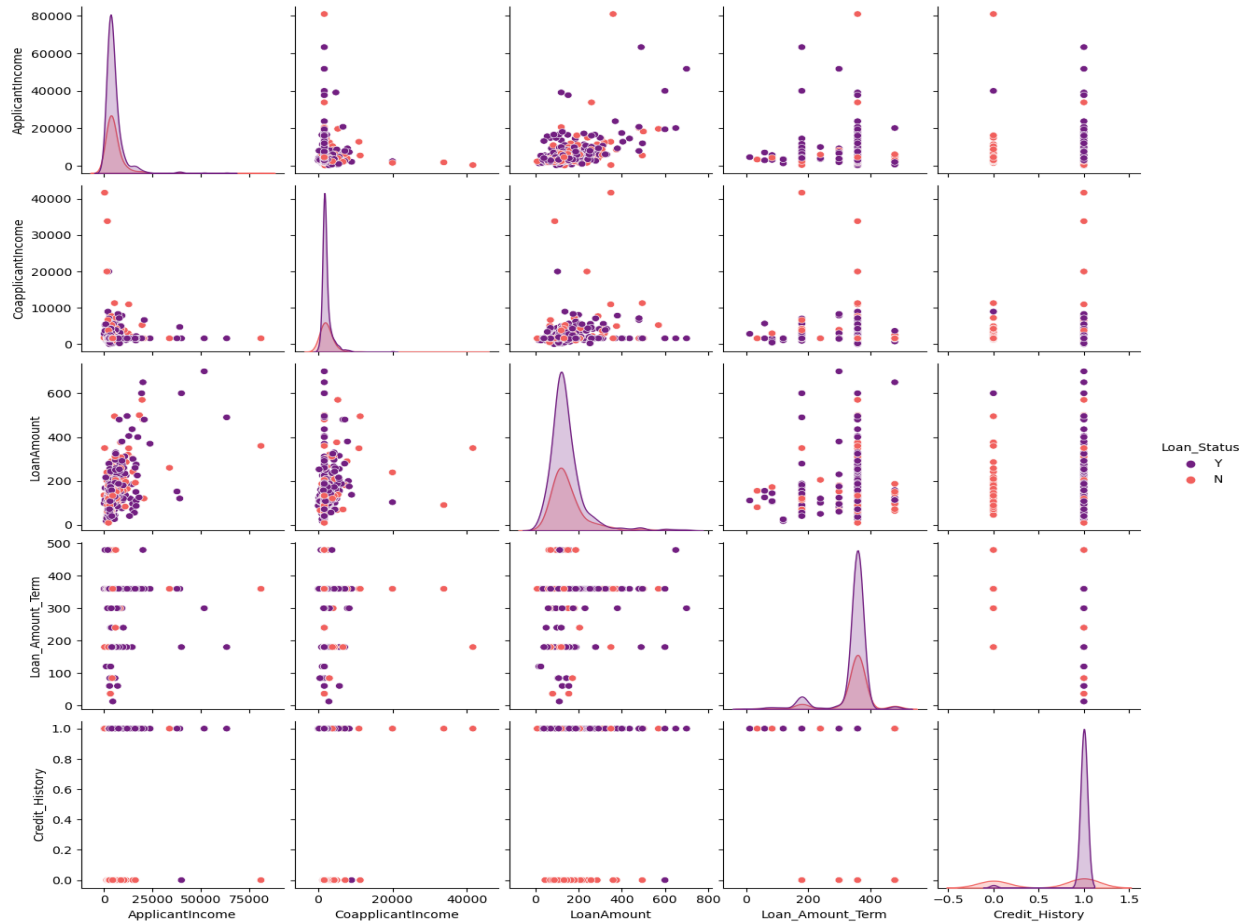 80000
60000
40000
20000
0
ApplicantIncome
40000
30000
20000
10000
0
CoapplicantIncome
600
400
200
0
LoanAmount
Loan_Status
Y
N
500
400
300
200
100
0
Loan_Amount_Term
1.0
0.8
0.6
0.4
0.2
0.0
Credit_History
0 25000 50000 75000
ApplicantIncome
0 20000 40000
CoapplicantIncome
0 200 400 600 800
LoanAmount
0 200 400
Loan_Amount_Term
−0.5 0.0 0.5 1.0 1.5
Credit_History